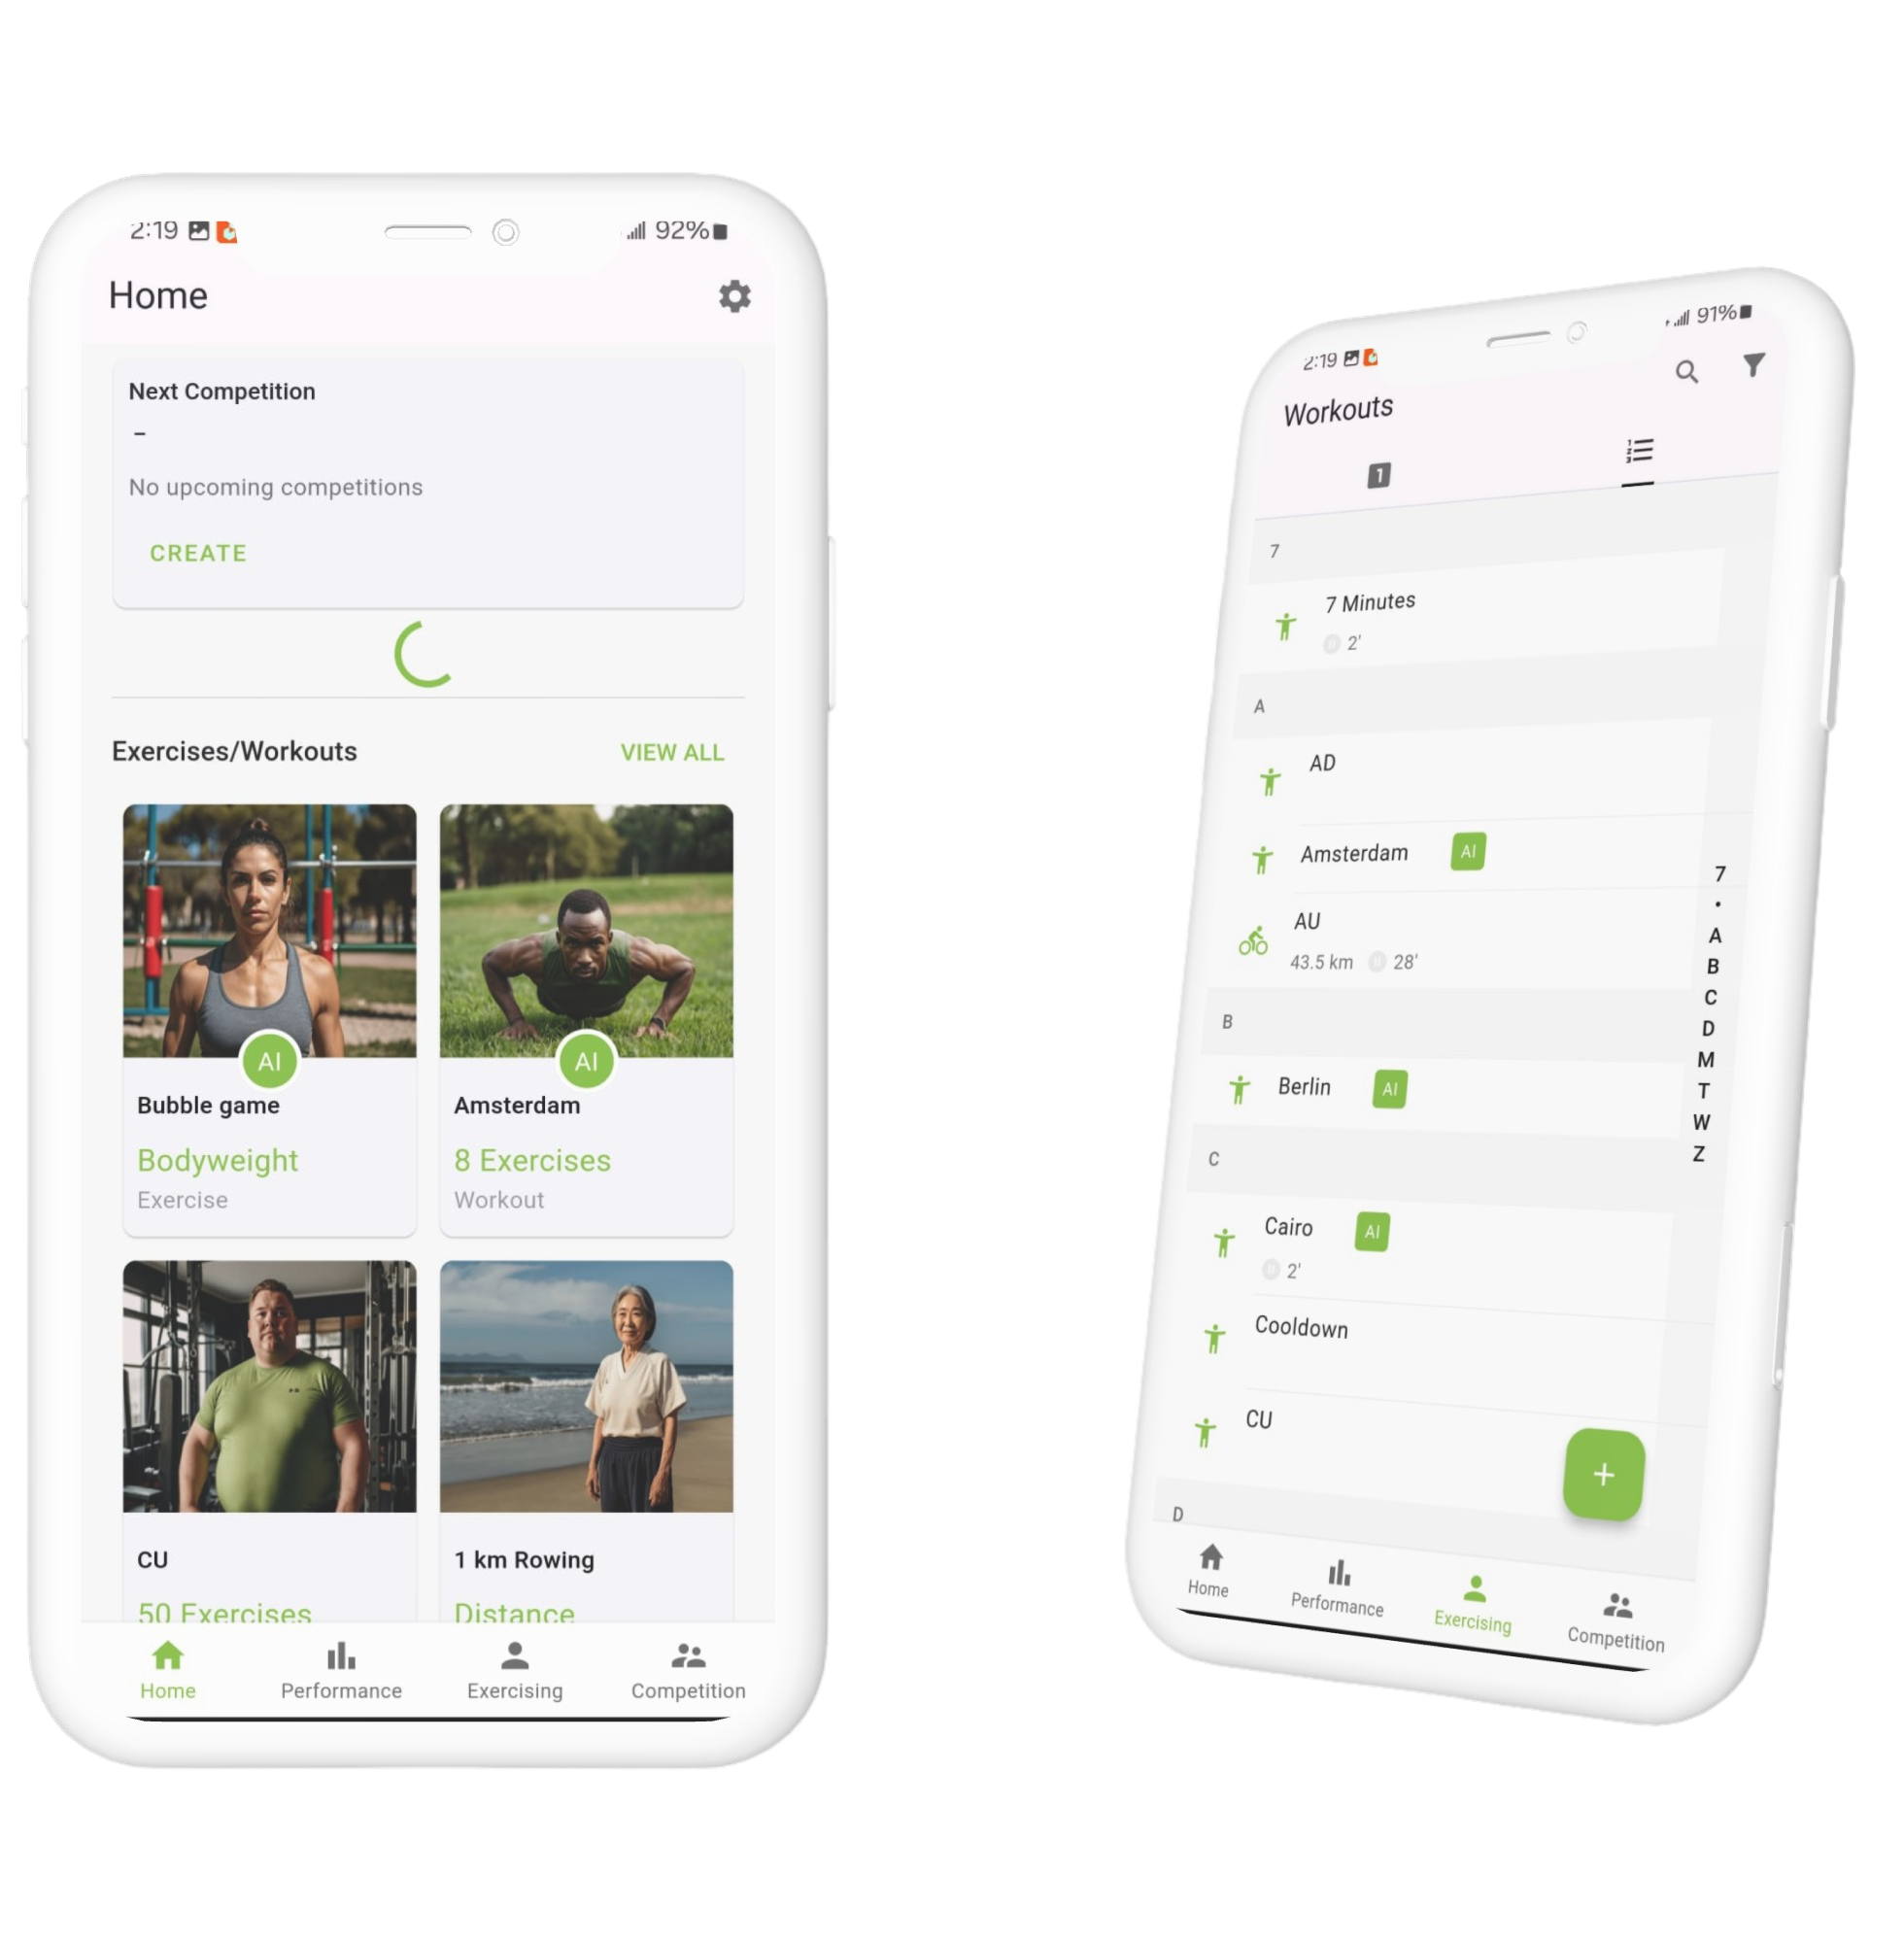 2:19 92%
Home
Next Competition
–
No upcoming competitions
CREATE
Exercises/Workouts VIEW ALL
AI AI
Bubble game Amsterdam
Bodyweight 8 Exercises
Exercise Workout
CU 1 km Rowing
50 Exercises Distance
Home Performance Exercising Competition
2:19 91%
Workouts
1
7
7 Minutes
2'
A
AD
Amsterdam AI
AU
43.5 km 28'
B
Berlin AI
C
Cairo AI
2'
Cooldown
CU
D
7
•
A
B
C
D
M
T
W
Z
+
Home Performance Exercising Competition